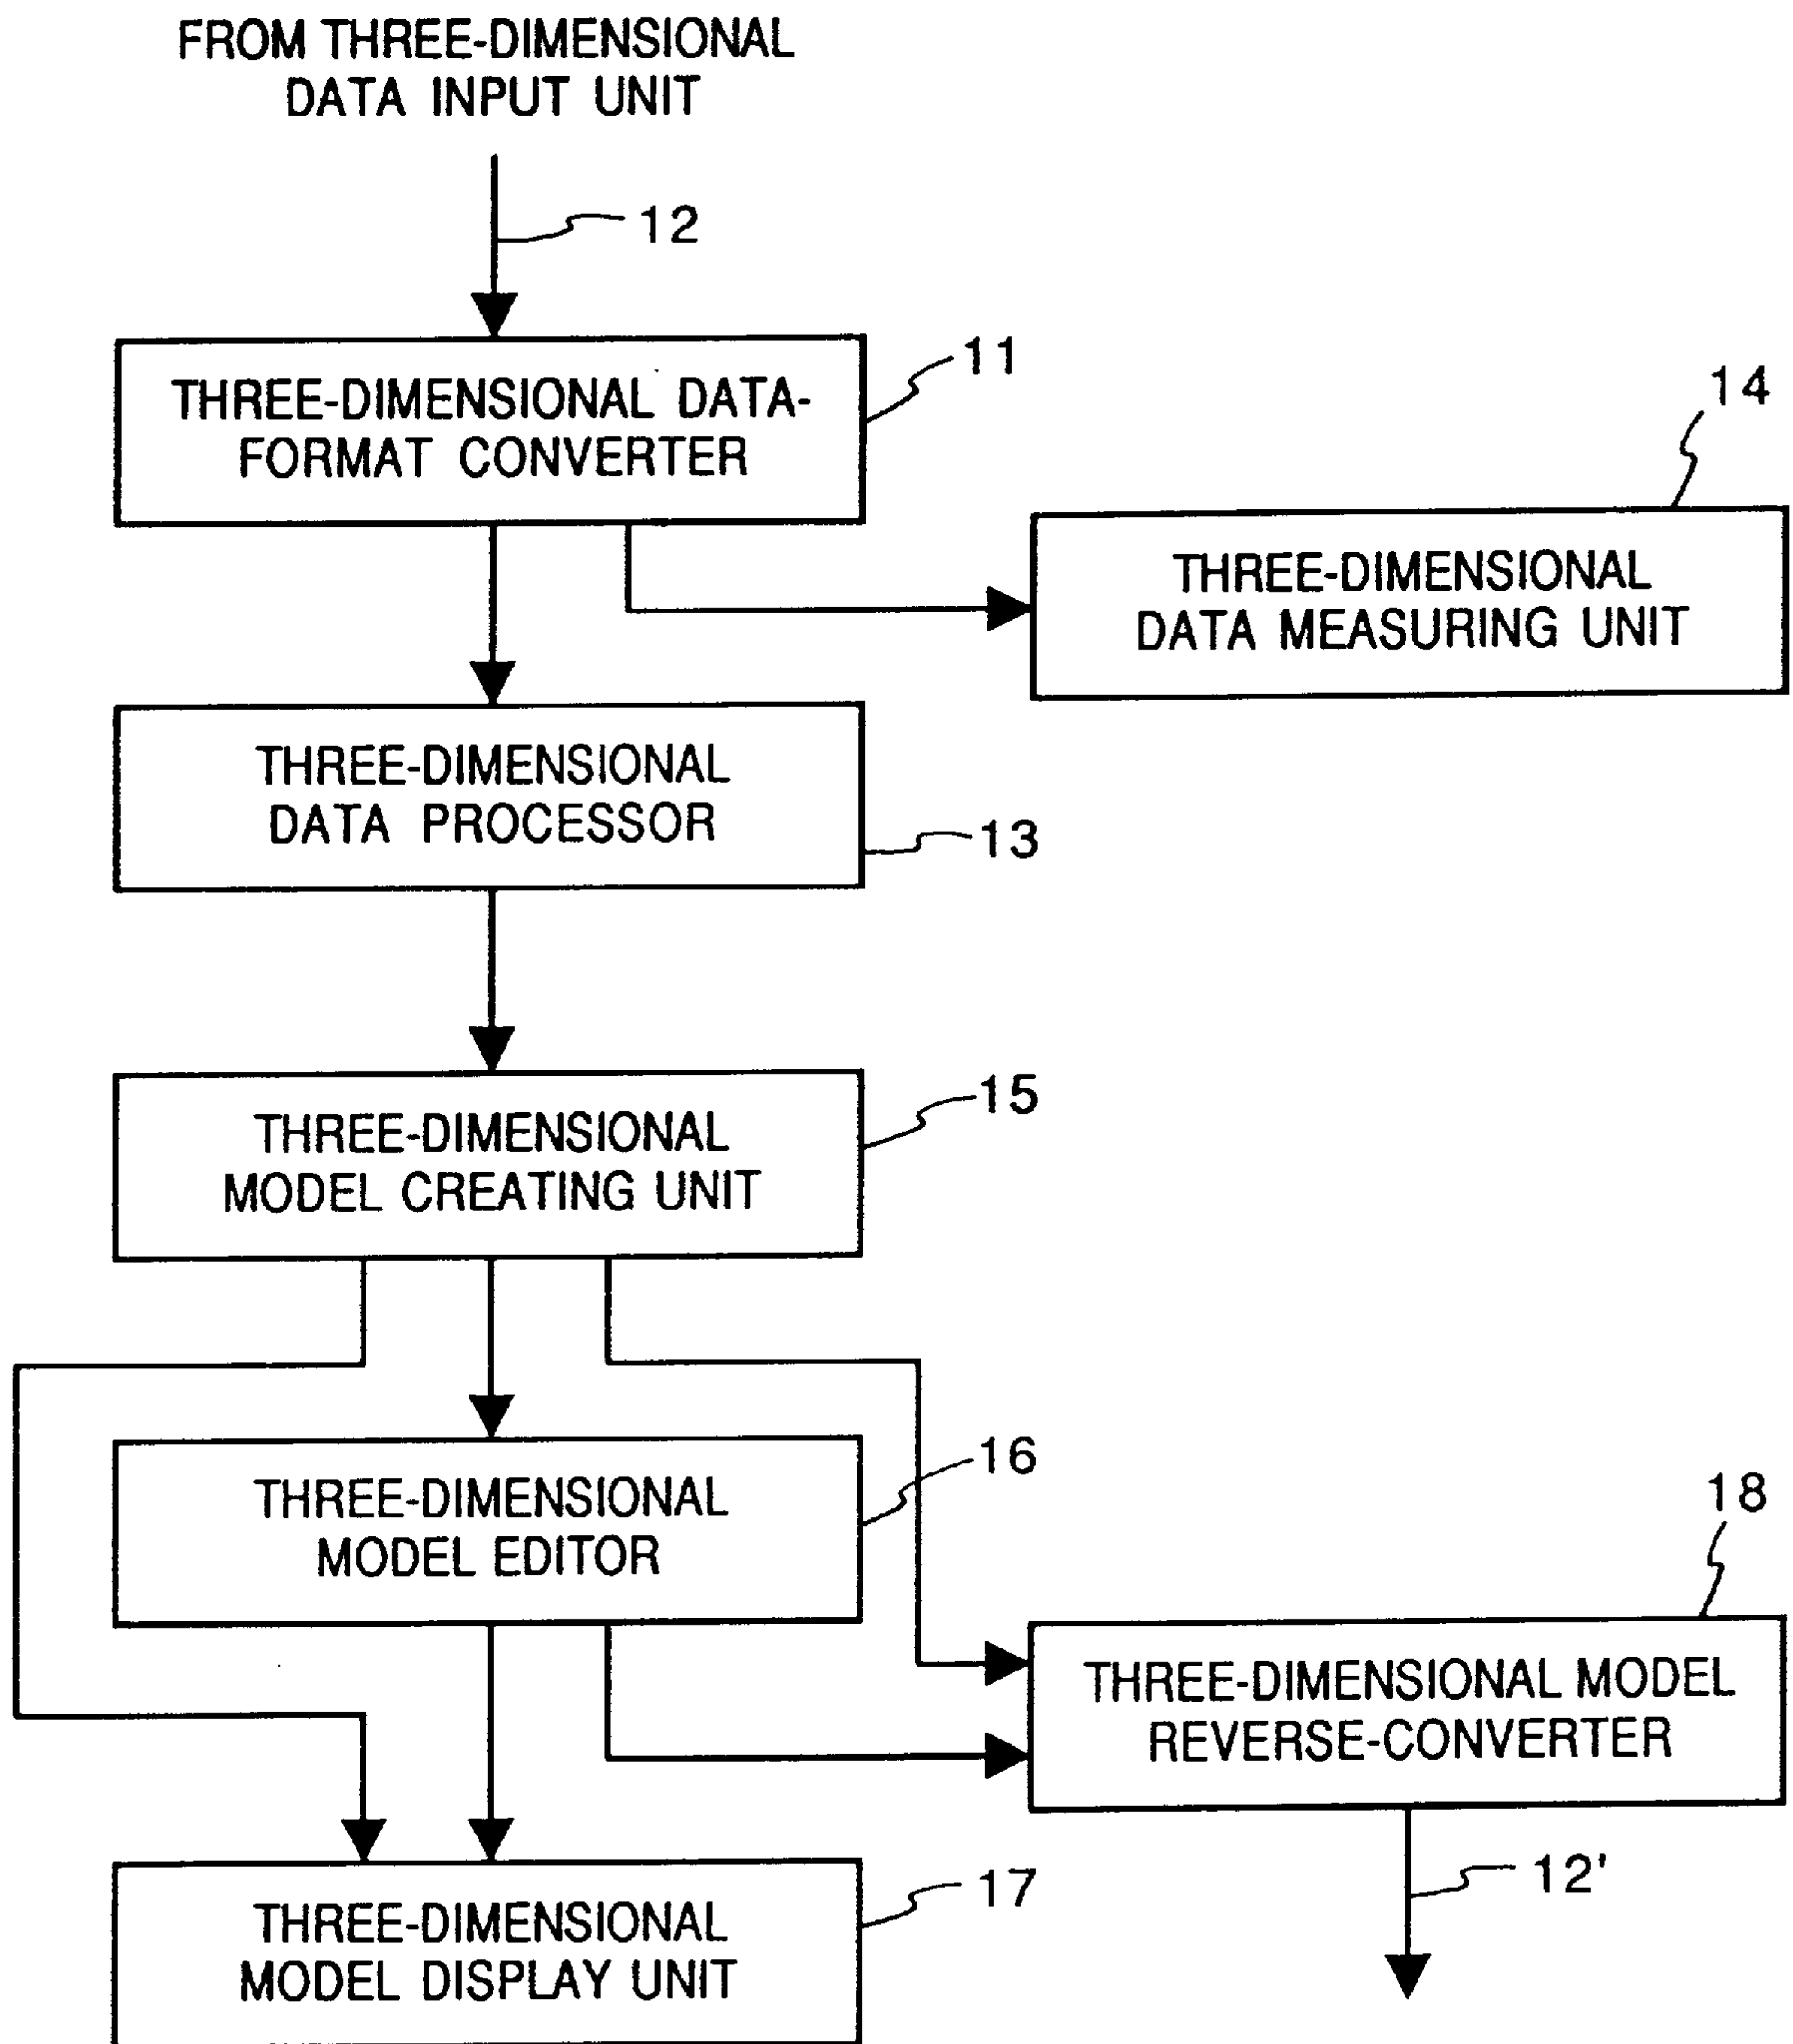 FROM THREE-DIMENSIONAL
DATA INPUT UNIT
12
THREE-DIMENSIONAL DATA-
FORMAT CONVERTER
11
14
THREE-DIMENSIONAL
DATA MEASURING UNIT
THREE-DIMENSIONAL
DATA PROCESSOR
13
THREE-DIMENSIONAL
MODEL CREATING UNIT
15
THREE-DIMENSIONAL
MODEL EDITOR
16
18
THREE-DIMENSIONAL MODEL
REVERSE-CONVERTER
12'
THREE-DIMENSIONAL
MODEL DISPLAY UNIT
17